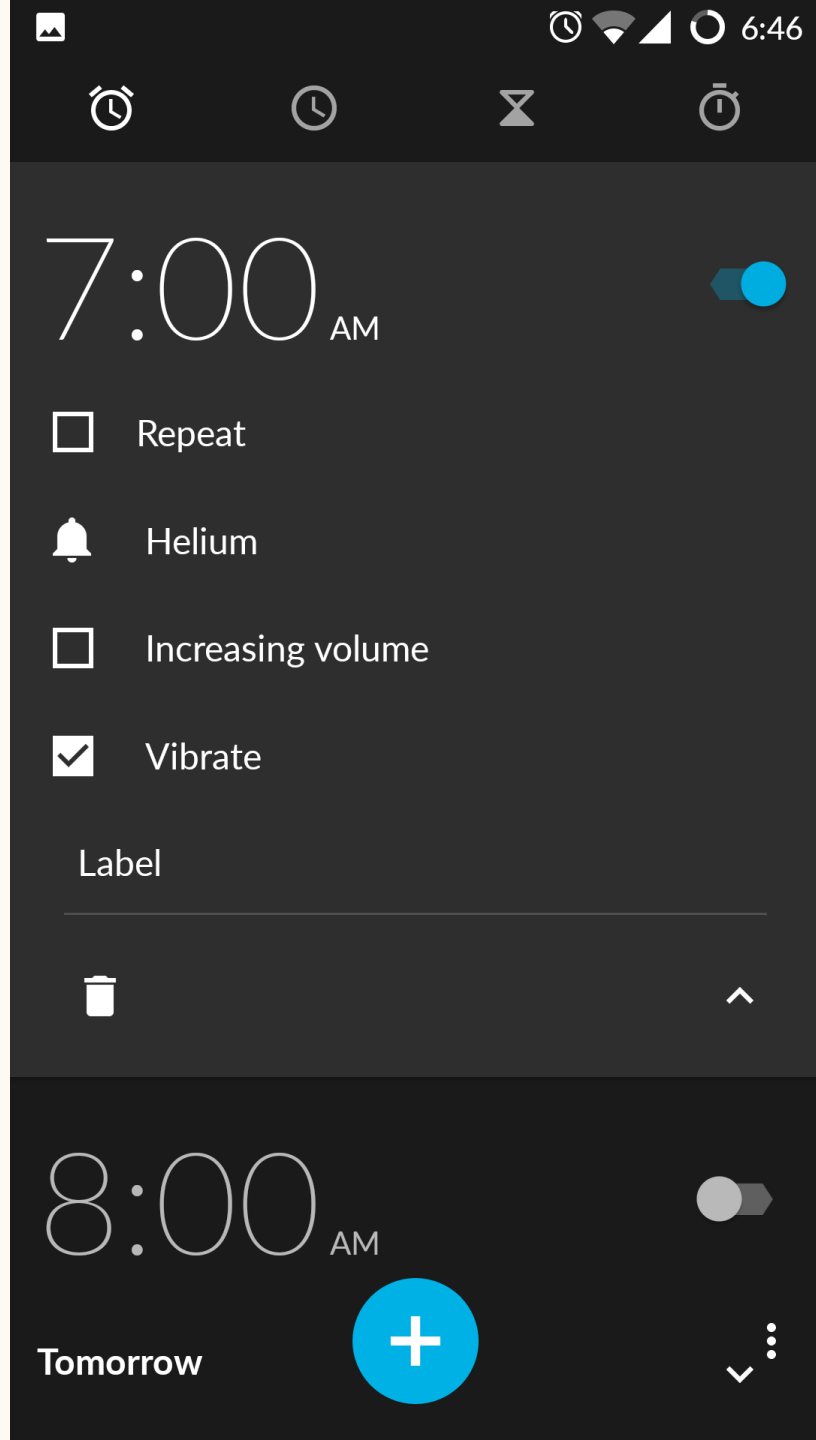 6:46
7:00 AM
Repeat
Helium
Increasing volume
Vibrate
Label
8:00 AM
Tomorrow